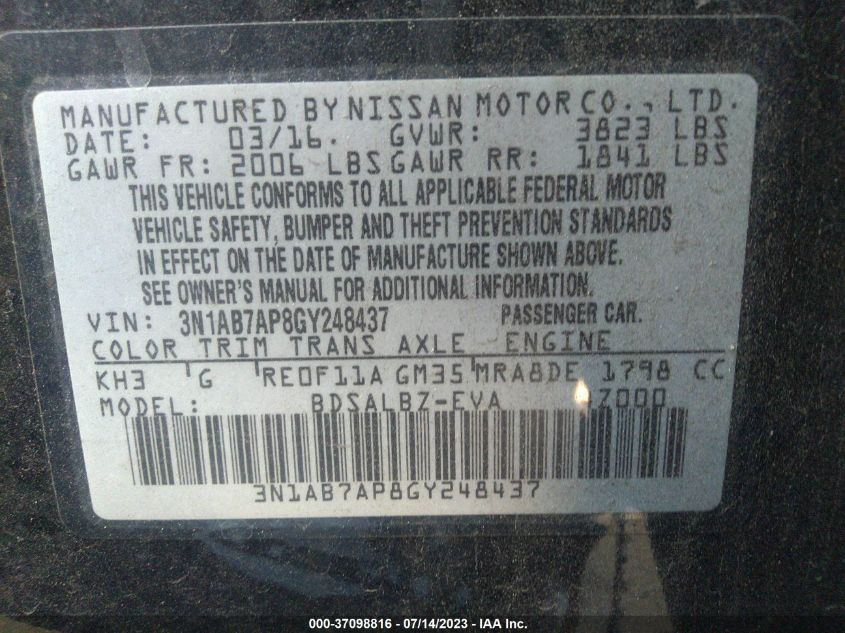 MANUFACTURED BY NISSAN MOTOR CO., LTD.
DATE: 03/16. GVWR: 3823 LBS
GAWR FR: 2006 LBS GAWR RR: 1841 LBS
THIS VEHICLE CONFORMS TO ALL APPLICABLE FEDERAL MOTOR
VEHICLE SAFETY, BUMPER AND THEFT PREVENTION STANDARDS
IN EFFECT ON THE DATE OF MANUFACTURE SHOWN ABOVE.
SEE OWNER'S MANUAL FOR ADDITIONAL INFORMATION.
VIN: 3N1AB7AP8GY248437 PASSENGER CAR.
COLOR TRIM TRANS AXLE ENGINE
KH3 G RE0F11A GM35 MRA8DE 1798 CC
MODEL: BDSALBZ-EVA
3N1AB7AP8GY248437
000-37098816 - 07/14/2023 - IAA Inc.